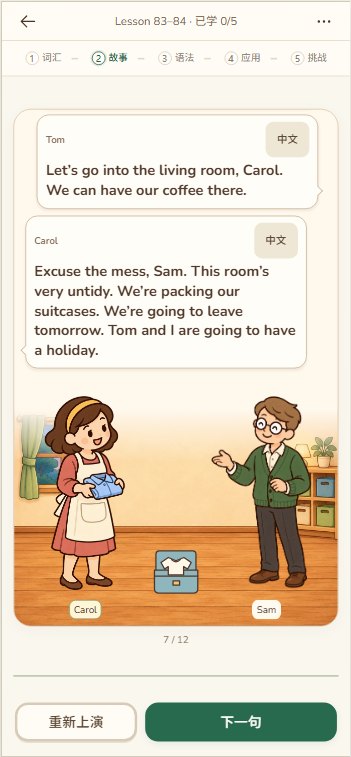 Lesson 83–84 · 已学 0/5
1 词汇 – 2 故事 – 3 语法 – 4 应用 – 5 挑战
Tom
中文
Let's go into the living room, Carol.
We can have our coffee there.
Carol
中文
Excuse the mess, Sam. This room's
very untidy. We're packing our
suitcases. We're going to leave
tomorrow. Tom and I are going to have
a holiday.
Carol
Sam
7 / 12
重新上演
下一句